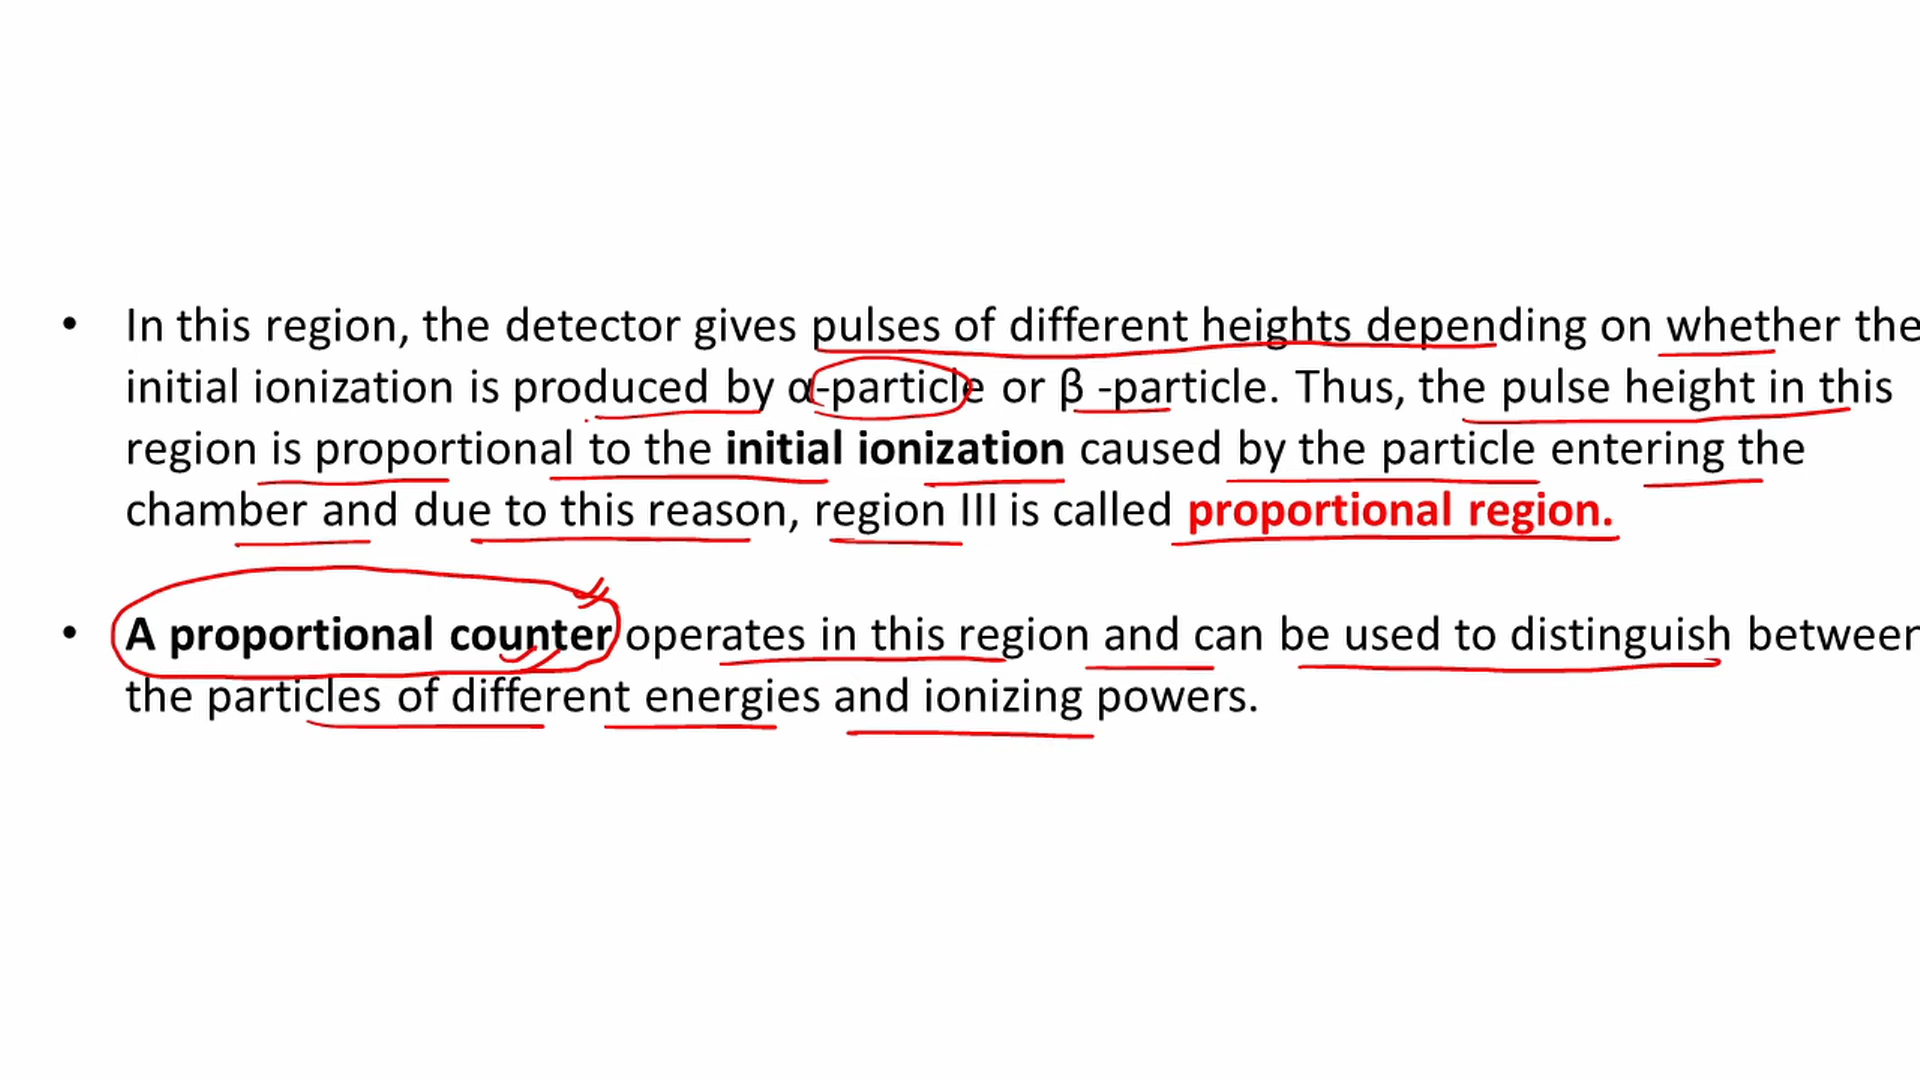 • In this region, the detector gives pulses of different heights depending on whether the
initial ionization is produced by α-particle or β -particle. Thus, the pulse height in this
region is proportional to the initial ionization caused by the particle entering the
chamber and due to this reason, region III is called proportional region.
• A proportional counter operates in this region and can be used to distinguish between
the particles of different energies and ionizing powers.